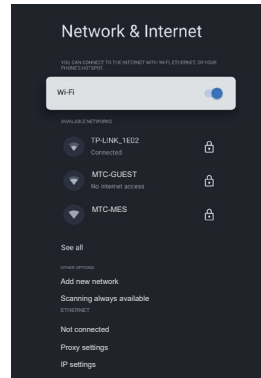 Network & Internet
YOU CAN CONNECT TO THE INTERNET WITH WI-FI, ETHERNET, OR YOUR
PHONE'S HOTSPOT.
Wi-Fi
AVAILABLE NETWORKS
TP-LINK_1E02
Connected
MTC-GUEST
No internet access
MTC-MES
See all
OTHER OPTIONS
Add new network
Scanning always available
ETHERNET
Not connected
Proxy settings
IP settings